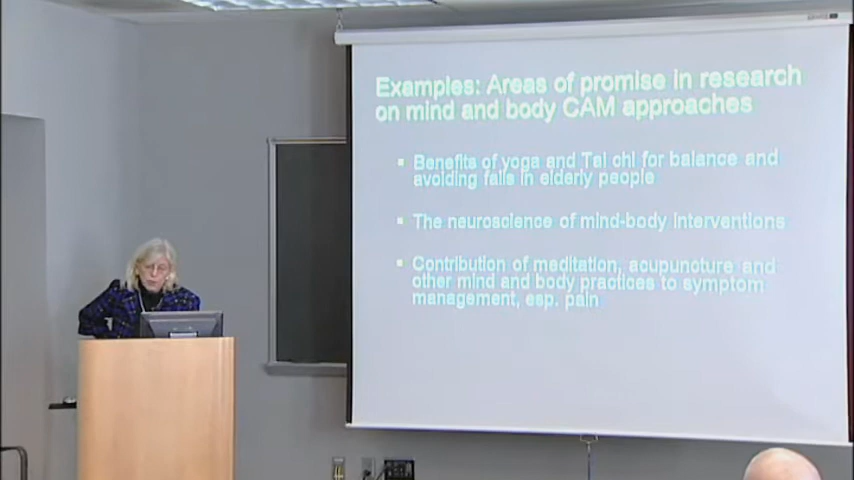 Examples: Areas of promise in research
on mind and body CAM approaches
Benefits of yoga and Tai chi for balance and
avoiding falls in elderly people
The neuroscience of mind-body interventions
Contribution of meditation, acupuncture and
other mind and body practices to symptom
management, esp. pain